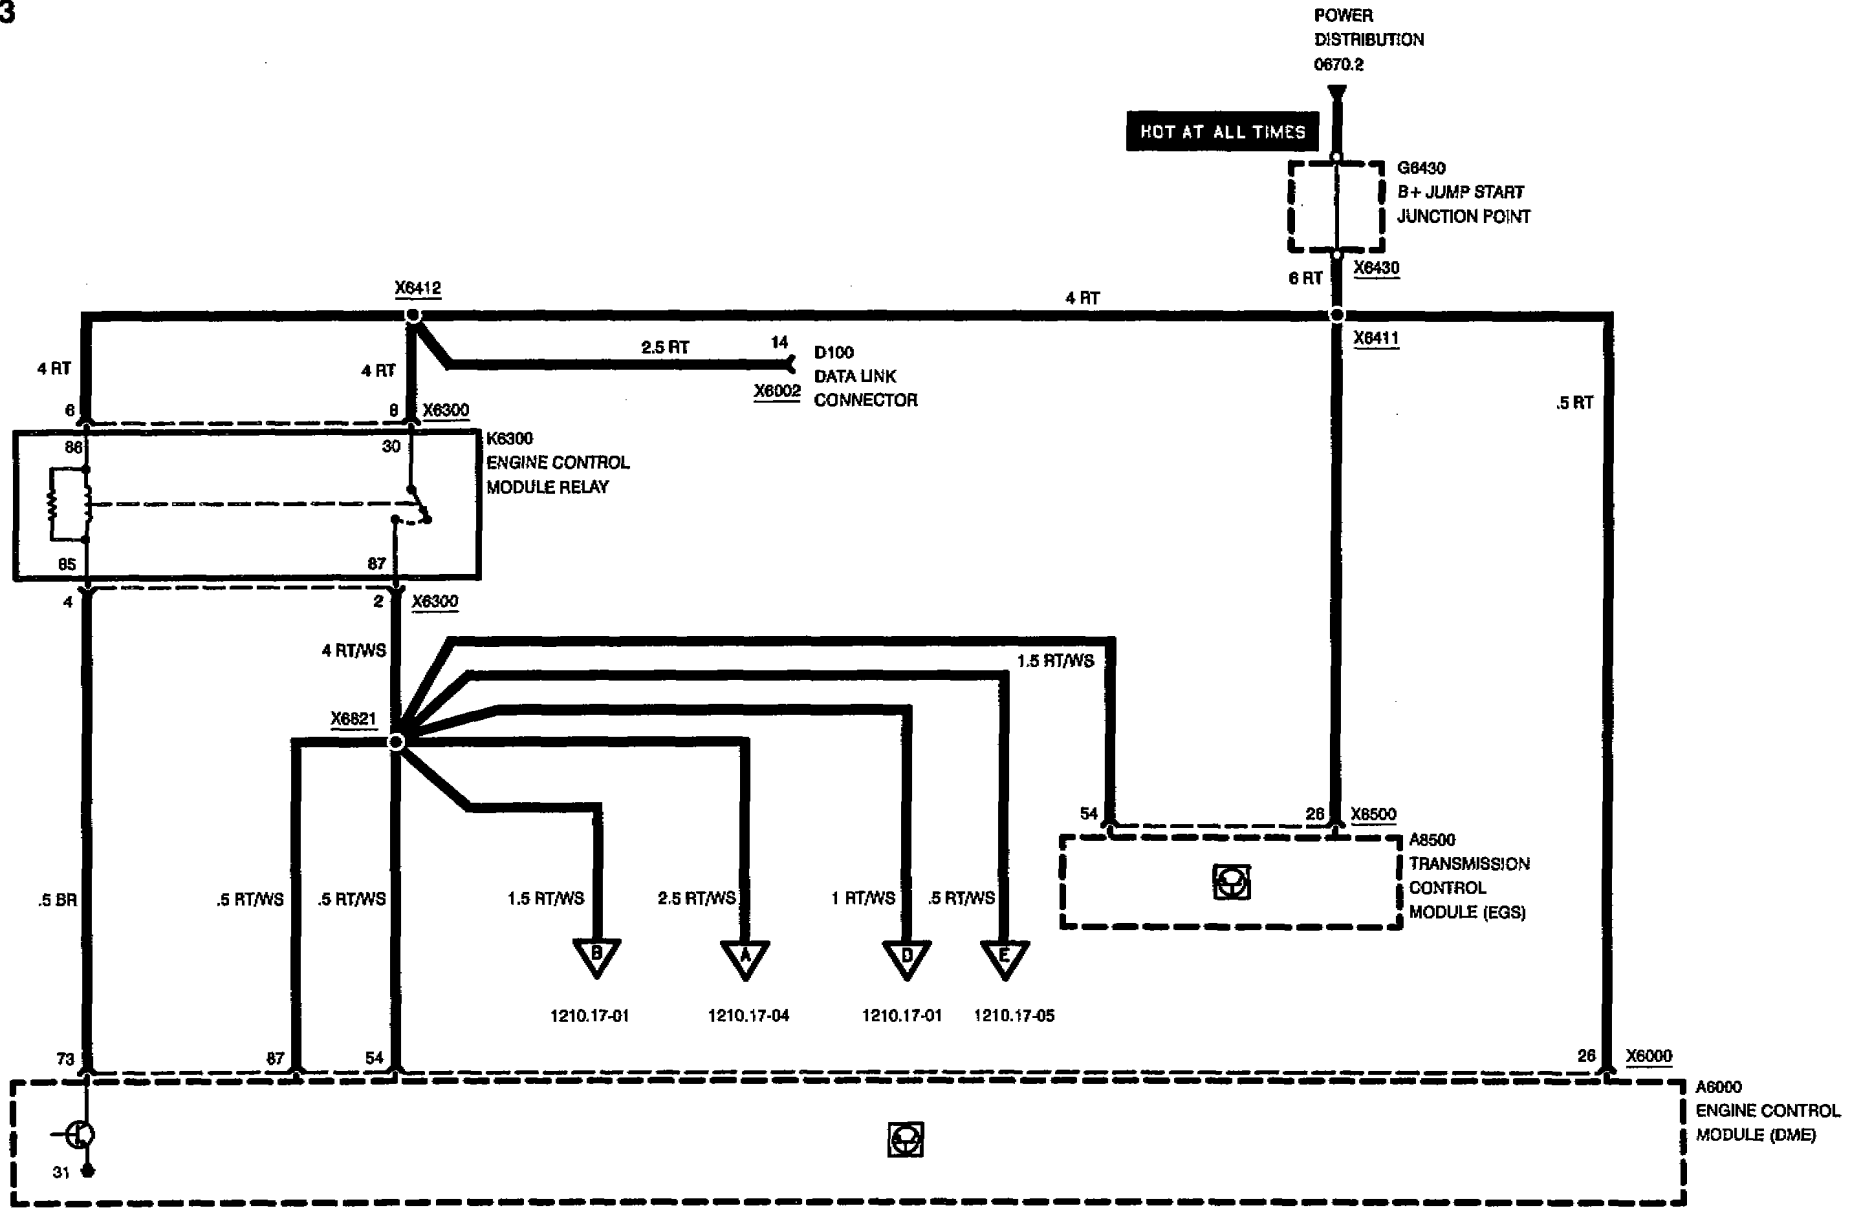 3
POWER
DISTRIBUTION
0670.2
HOT AT ALL TIMES
G6430
B+ JUMP START
JUNCTION POINT
6 RT
X6430
X6412
4 RT
X6411
4 RT
4 RT
2.5 RT
14
D100
DATA LINK
CONNECTOR
X6002
.5 RT
6
8
X6300
86
30
K6300
ENGINE CONTROL
MODULE RELAY
85
87
4
2
X6300
4 RT/WS
1.5 RT/WS
X6821
54
26
X8500
A8500
TRANSMISSION
CONTROL
MODULE (EGS)
.5 BR
.5 RT/WS
.5 RT/WS
1.5 RT/WS
2.5 RT/WS
1 RT/WS
.5 RT/WS
B
A
D
E
1210.17-01
1210.17-04
1210.17-01
1210.17-05
73
87
54
26
X6000
A6000
ENGINE CONTROL
MODULE (DME)
31